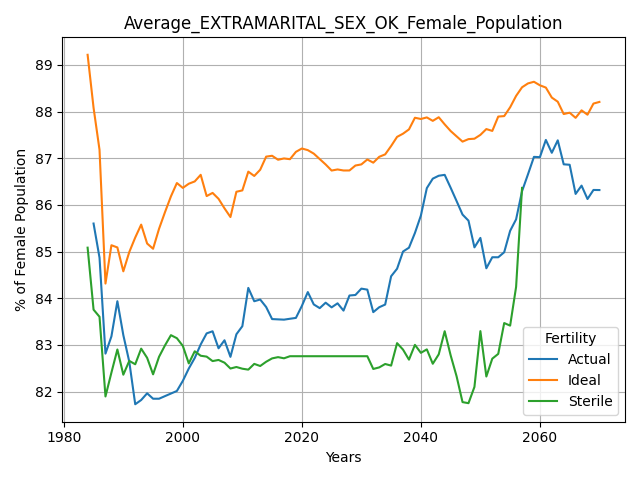 Average_EXTRAMARITAL_SEX_OK_Female_Population
% of Female Population
89
88
87
86
85
84
83
82
1980
2000
2020
2040
2060
Years
Fertility
Actual
Ideal
Sterile